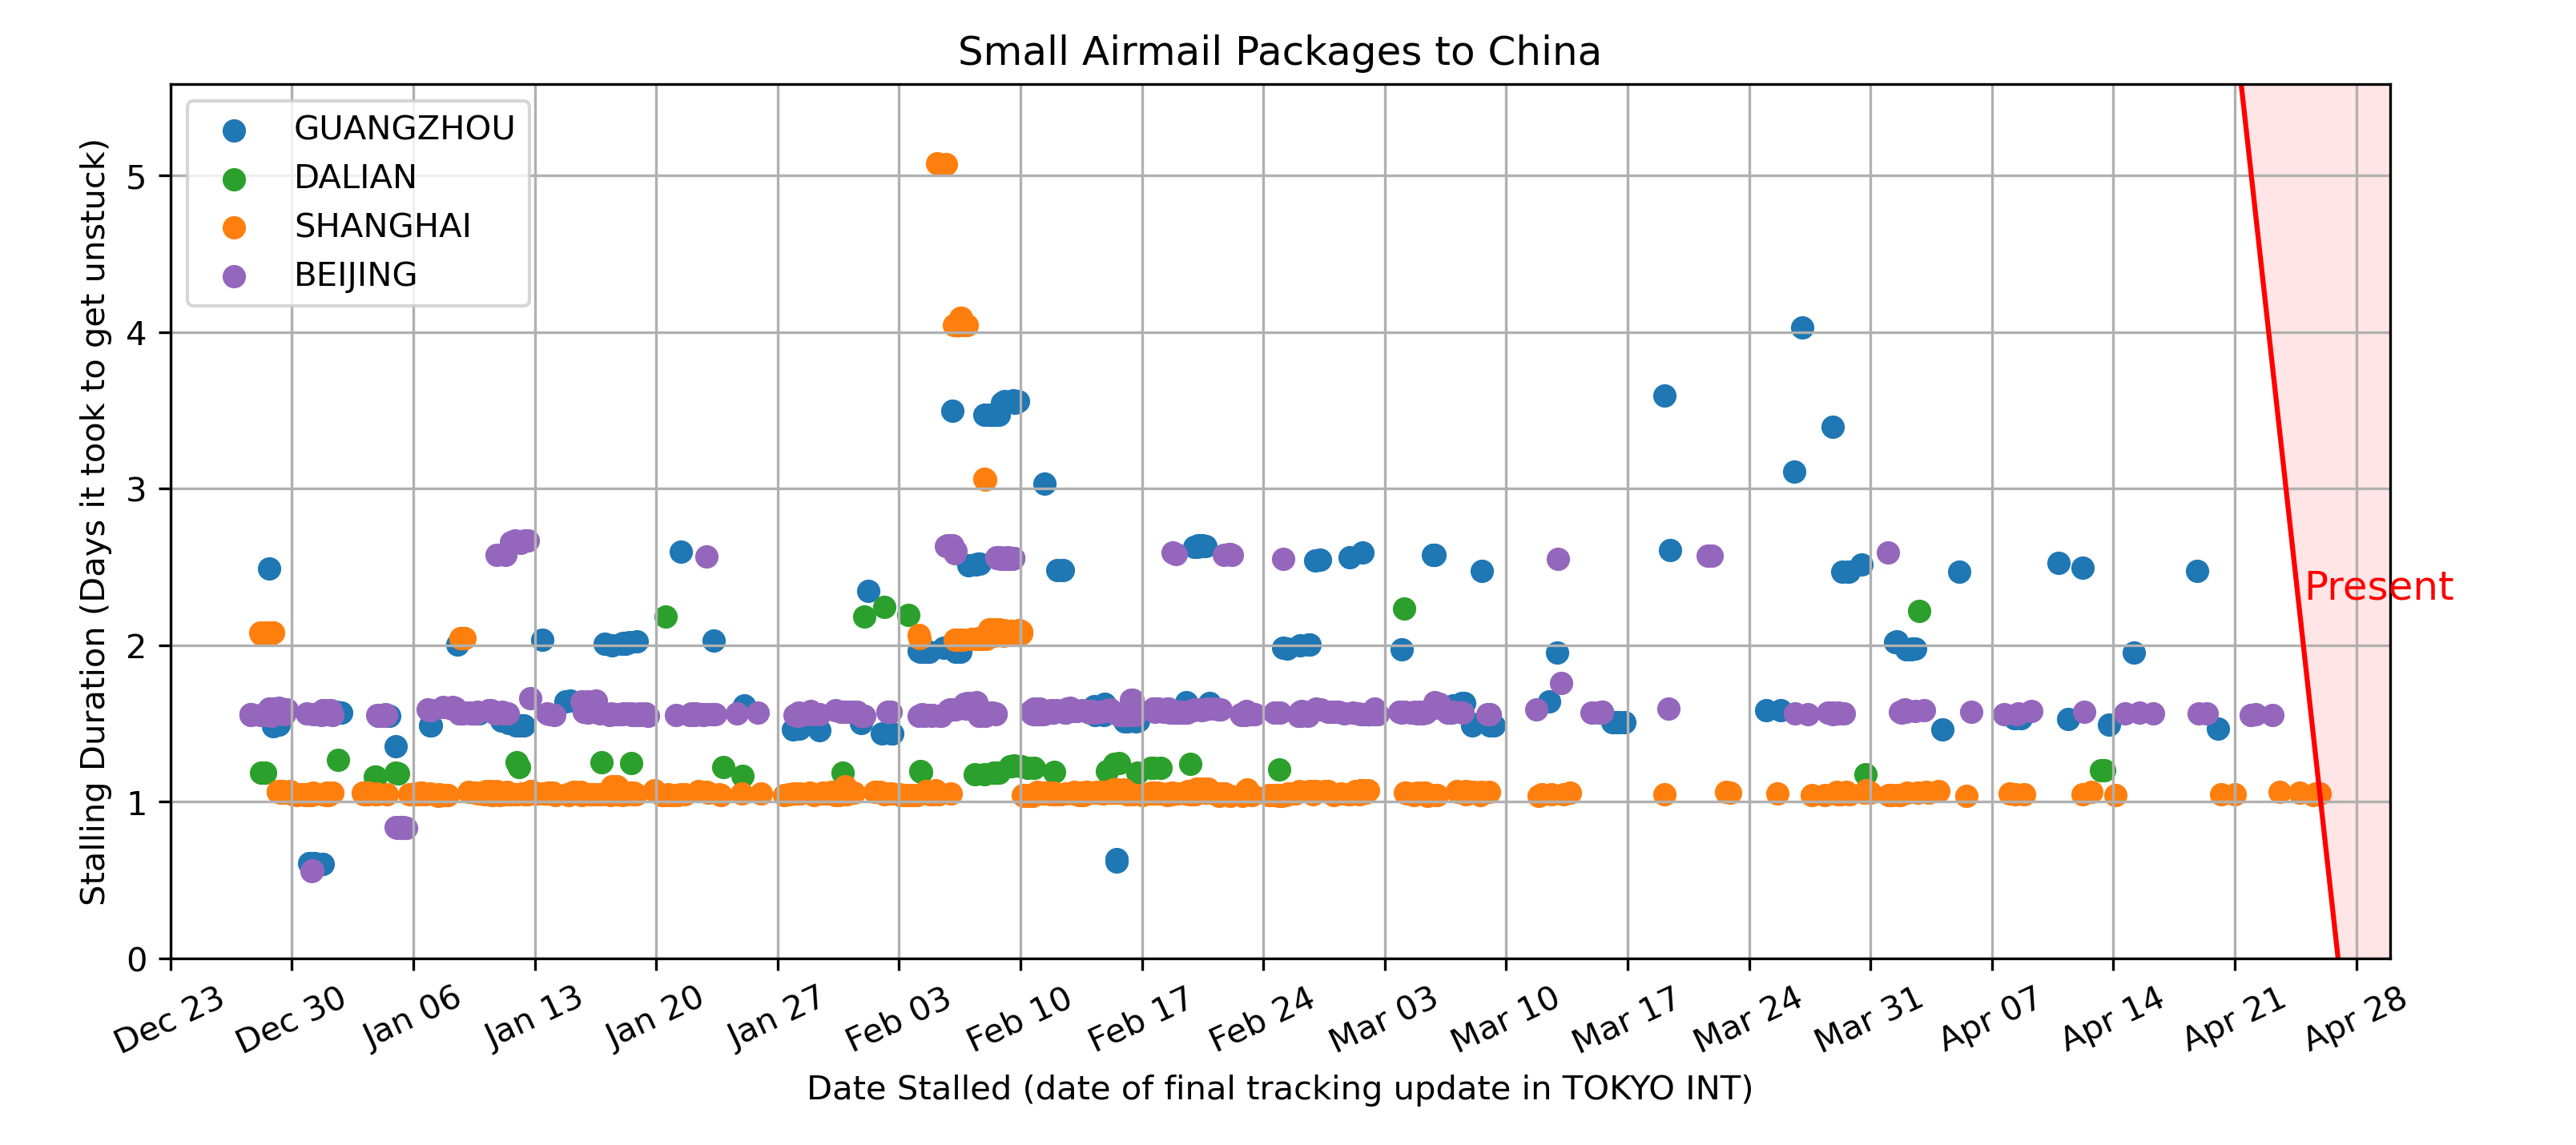 Small Airmail Packages to China
GUANGZHOU
DALIAN
SHANGHAI
BEIJING
Stalling Duration (Days it took to get unstuck)
5
4
3
2
1
0
Present
Dec 23
Dec 30
Jan 06
Jan 13
Jan 20
Jan 27
Feb 03
Feb 10
Feb 17
Feb 24
Mar 03
Mar 10
Mar 17
Mar 24
Mar 31
Apr 07
Apr 14
Apr 21
Apr 28
Date Stalled (date of final tracking update in TOKYO INT)